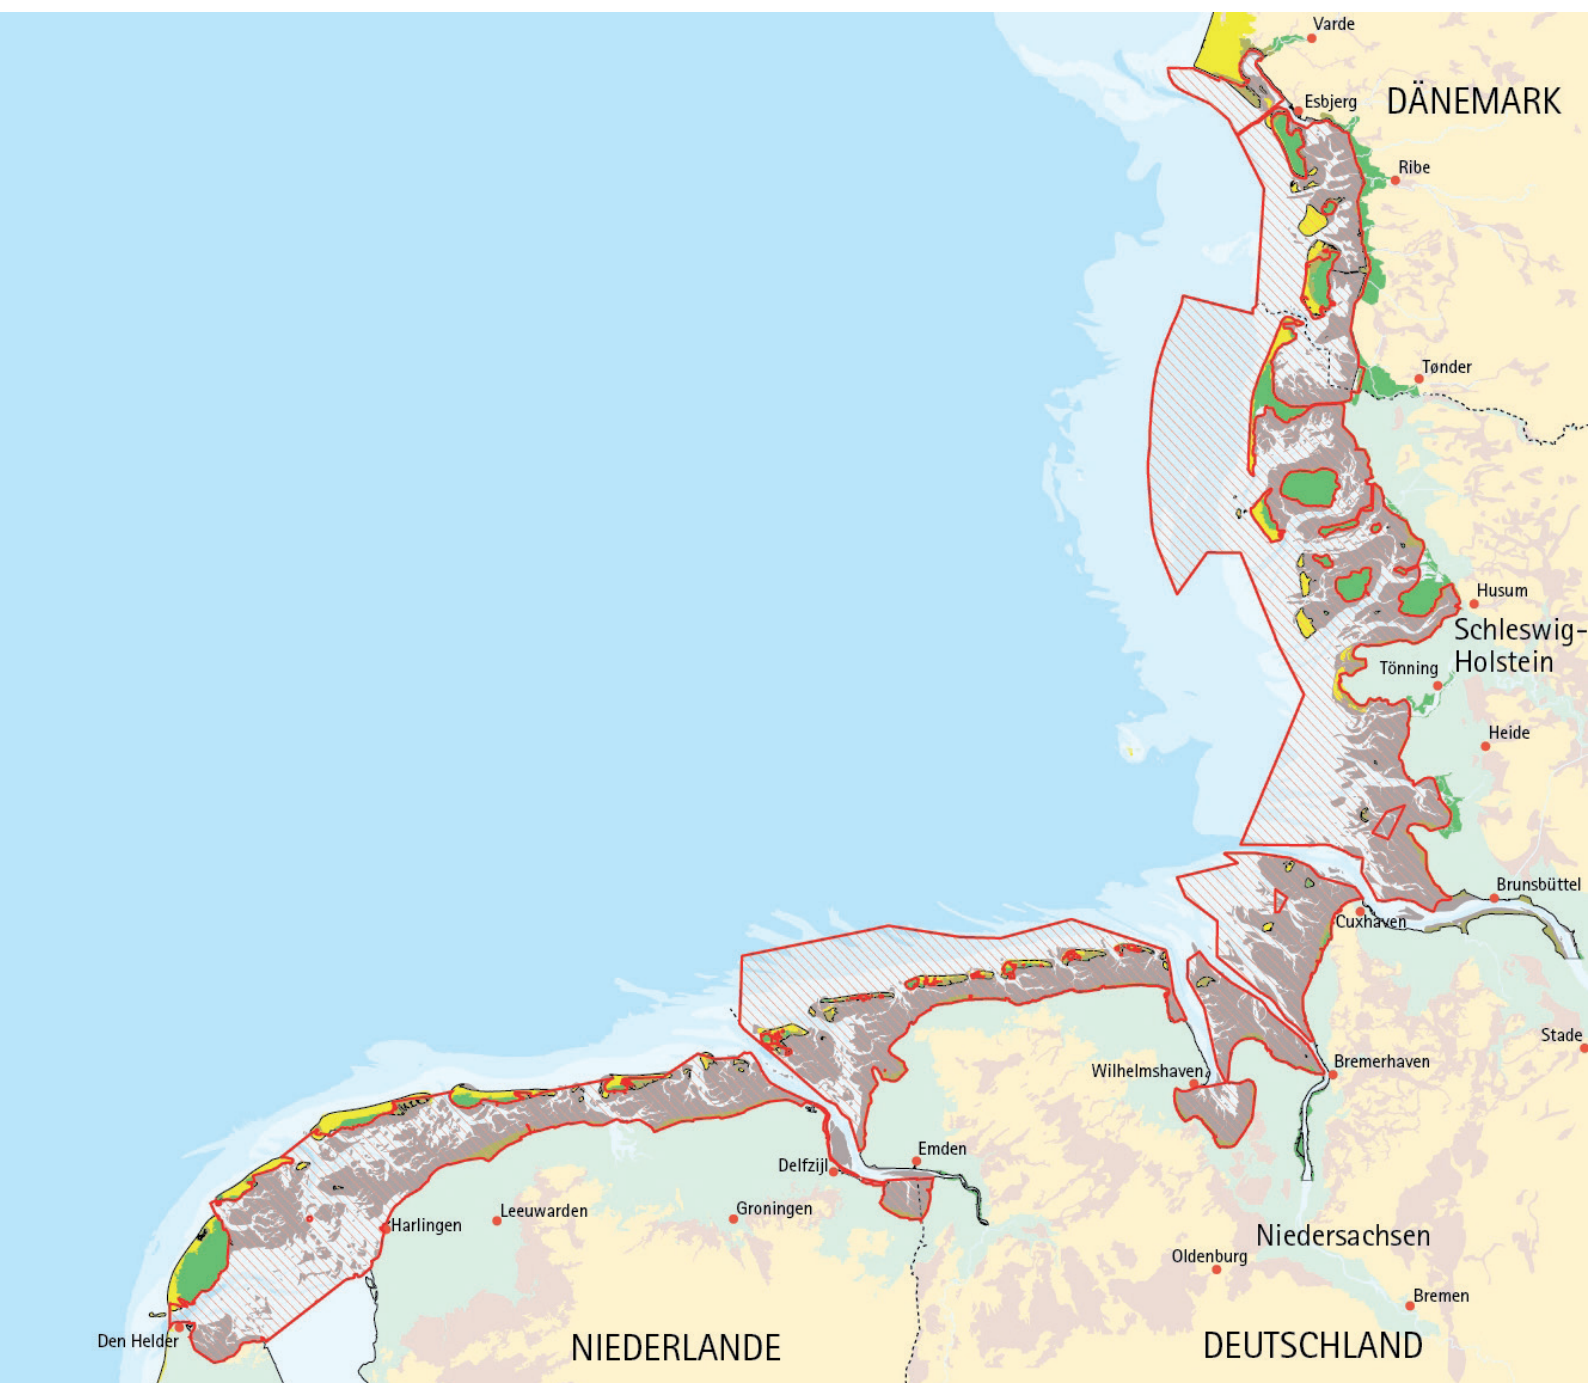 Varde
Esbjerg
DÄNEMARK
Ribe
Tønder
Husum
Schleswig-
Holstein
Tönning
Heide
Brunsbüttel
Cuxhaven
Stade
Bremerhaven
Wilhelmshaven
Emden
Delfzijl
Groningen
Leeuwarden
Harlingen
Niedersachsen
Oldenburg
Bremen
Den Helder
NIEDERLANDE
DEUTSCHLAND